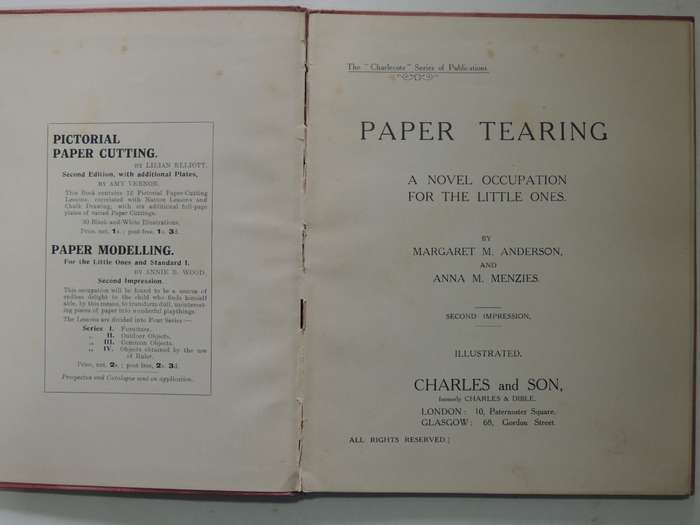 PICTORIAL
PAPER CUTTING.
BY LILIAN ELLIOTT.
Second Edition, with additional Plates,
BY AMY VERNON.
This Book contains 12 Pictorial Paper-Cutting
Lessons, correlated with Nature Lessons and
Chalk Drawing, with six additional full-page
plates of varied Paper Cuttings.
30 Black-and-White Illustrations.
Price, net, 1s. ; post free, 1s. 3d.
PAPER MODELLING.
For the Little Ones and Standard I.
BY ANNIE B. WOOD.
Second Impression.
This occupation will be found to be a source of
endless delight to the child who finds himself
able, by this means, to transform dull, uninterest-
ing pieces of paper into wonderful playthings.
The Lessons are divided into Four Series :—
Series I. Furniture.
„ II. Outdoor Objects.
„ III. Common Objects.
„ IV. Objects obtained by the use
of Ruler.
Price, net, 2s. ; post free, 2s. 3d.
Prospectus and Catalogue sent on application.
The "Charlecote" Series of Publications.
PAPER TEARING
A NOVEL OCCUPATION
FOR THE LITTLE ONES.
BY
MARGARET M. ANDERSON,
AND
ANNA M. MENZIES.
SECOND IMPRESSION.
ILLUSTRATED.
CHARLES and SON,
formerly CHARLES & DIBLE.
LONDON: 10, Paternoster Square.
GLASGOW: 68, Gordon Street
ALL RIGHTS RESERVED.]